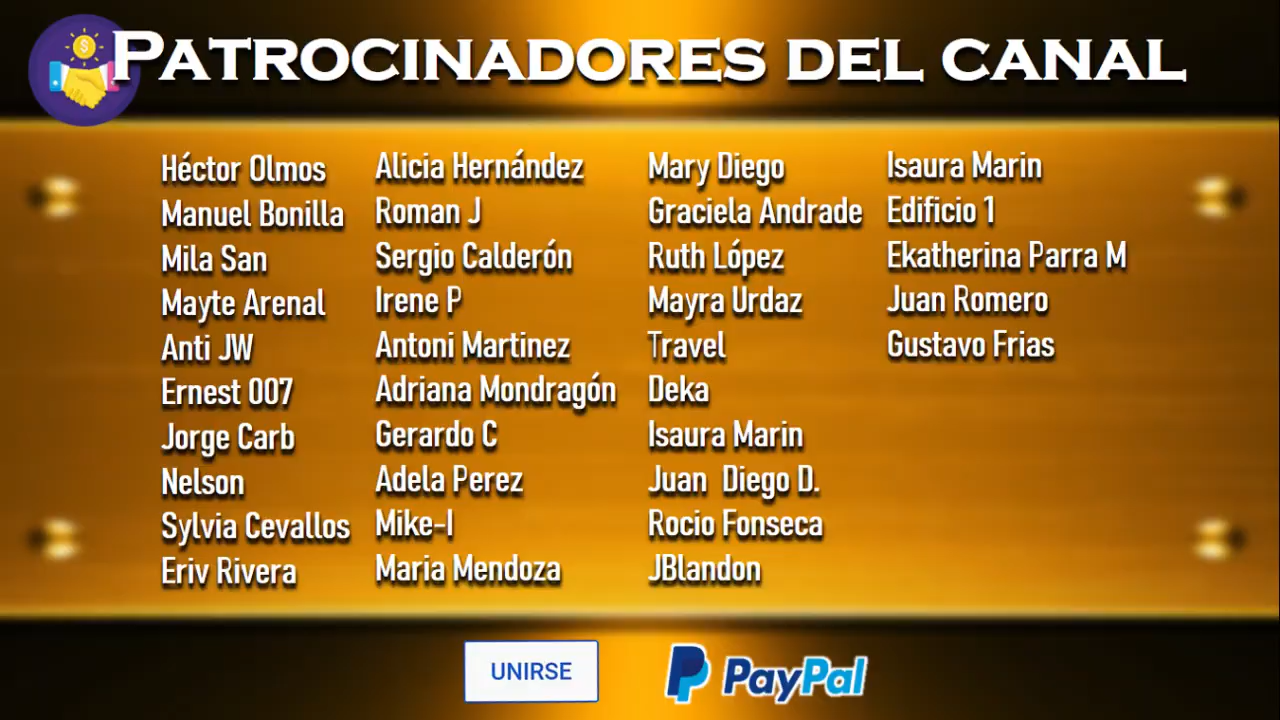 PATROCINADORES DEL CANAL
Héctor Olmos
Manuel Bonilla
Mila San
Mayte Arenal
Anti JW
Ernest 007
Jorge Carb
Nelson
Sylvia Cevallos
Eriv Rivera
Alicia Hernández
Roman J
Sergio Calderón
Irene P
Antoni Martinez
Adriana Mondragón
Gerardo C
Adela Perez
Mike-I
Maria Mendoza
Mary Diego
Graciela Andrade
Ruth López
Mayra Urdaz
Travel
Deka
Isaura Marin
Juan Diego D.
Rocio Fonseca
JBlandon
Isaura Marin
Edificio 1
Ekatherina Parra M
Juan Romero
Gustavo Frias
UNIRSE
PayPal